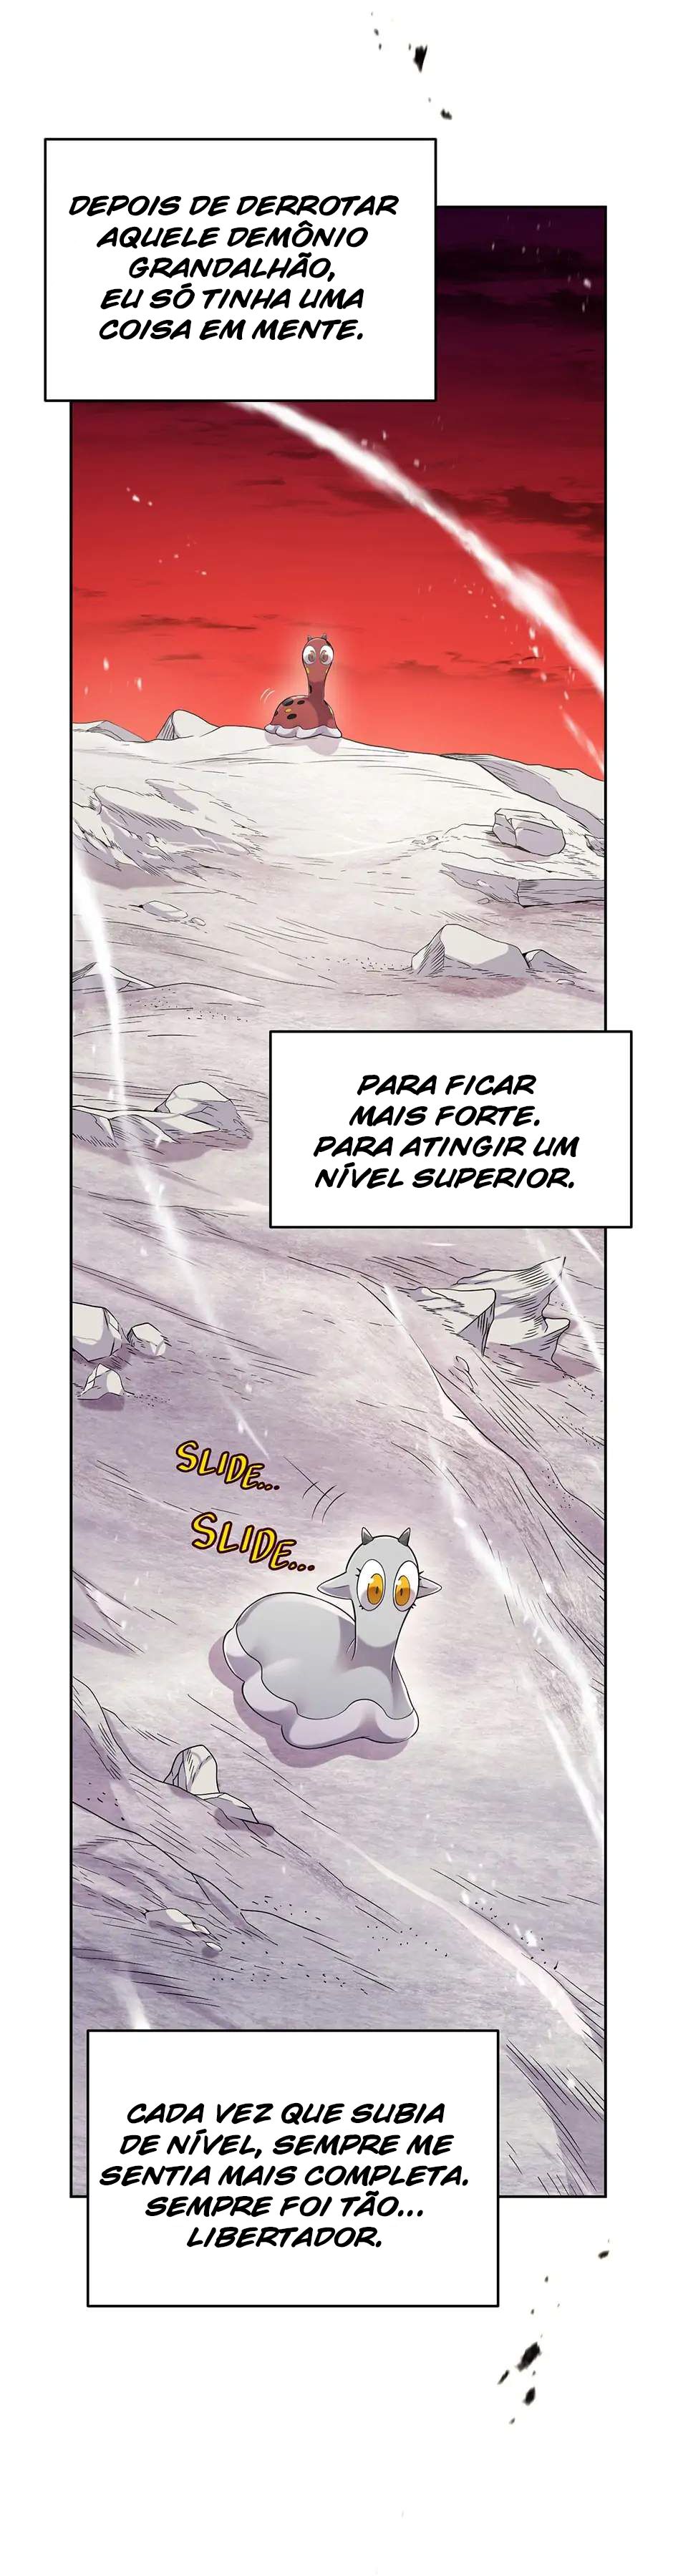 DEPOIS DE DERROTAR
AQUELE DEMÔNIO
GRANDALHÃO,
EU SÓ TINHA UMA
COISA EM MENTE.
PARA FICAR
MAIS FORTE.
PARA ATINGIR UM
NÍVEL SUPERIOR.
SLIDE...
SLIDE...
CADA VEZ QUE SUBIA
DE NÍVEL, SEMPRE ME
SENTIA MAIS COMPLETA.
SEMPRE FOI TÃO...
LIBERTADOR.